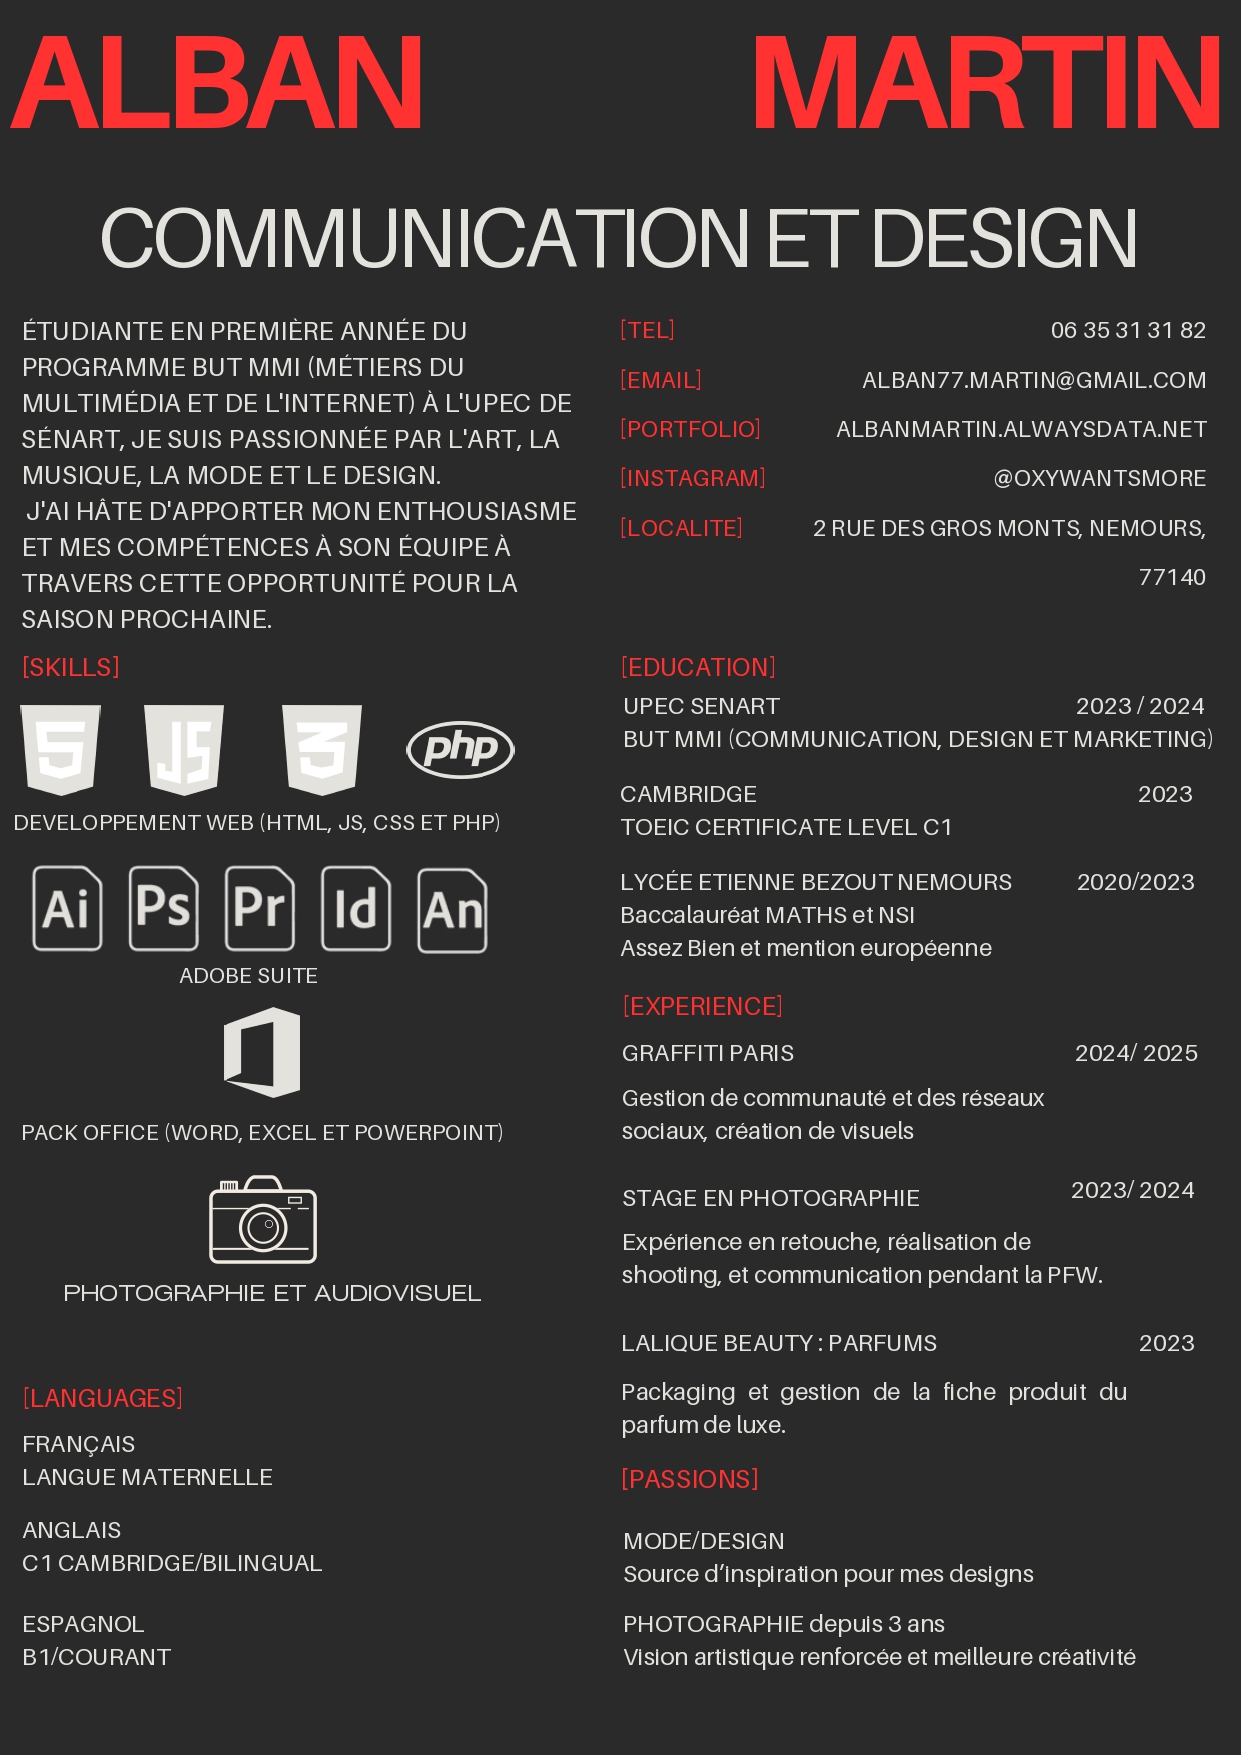 ALBAN MARTIN
COMMUNICATION ET DESIGN
ÉTUDIANTE EN PREMIÈRE ANNÉE DU
PROGRAMME BUT MMI (MÉTIERS DU
MULTIMÉDIA ET DE L'INTERNET) À L'UPEC DE
SÉNART, JE SUIS PASSIONNÉE PAR L'ART, LA
MUSIQUE, LA MODE ET LE DESIGN.
J'AI HÂTE D'APPORTER MON ENTHOUSIASME
ET MES COMPÉTENCES À SON ÉQUIPE À
TRAVERS CETTE OPPORTUNITÉ POUR LA
SAISON PROCHAINE.
[TEL] 06 35 31 31 82
[EMAIL] ALBAN77.MARTIN@GMAIL.COM
[PORTFOLIO] ALBANMARTIN.ALWAYSDATA.NET
[INSTAGRAM] @OXYWANTSMORE
[LOCALITE] 2 RUE DES GROS MONTS, NEMOURS,
77140
[SKILLS]
5 JS 3 php
DEVELOPPEMENT WEB (HTML, JS, CSS ET PHP)
Ai Ps Pr Id An
ADOBE SUITE
PACK OFFICE (WORD, EXCEL ET POWERPOINT)
PHOTOGRAPHIE ET AUDIOVISUEL
[LANGUAGES]
FRANÇAIS
LANGUE MATERNELLE
ANGLAIS
C1 CAMBRIDGE/BILINGUAL
ESPAGNOL
B1/COURANT
[EDUCATION]
UPEC SENART 2023 / 2024
BUT MMI (COMMUNICATION, DESIGN ET MARKETING)
CAMBRIDGE 2023
TOEIC CERTIFICATE LEVEL C1
LYCÉE ETIENNE BEZOUT NEMOURS 2020/2023
Baccalauréat MATHS et NSI
Assez Bien et mention européenne
[EXPERIENCE]
GRAFFITI PARIS 2024/ 2025
Gestion de communauté et des réseaux
sociaux, création de visuels
STAGE EN PHOTOGRAPHIE 2023/ 2024
Expérience en retouche, réalisation de
shooting, et communication pendant la PFW.
LALIQUE BEAUTY : PARFUMS 2023
Packaging et gestion de la fiche produit du
parfum de luxe.
[PASSIONS]
MODE/DESIGN
Source d’inspiration pour mes designs
PHOTOGRAPHIE depuis 3 ans
Vision artistique renforcée et meilleure créativité